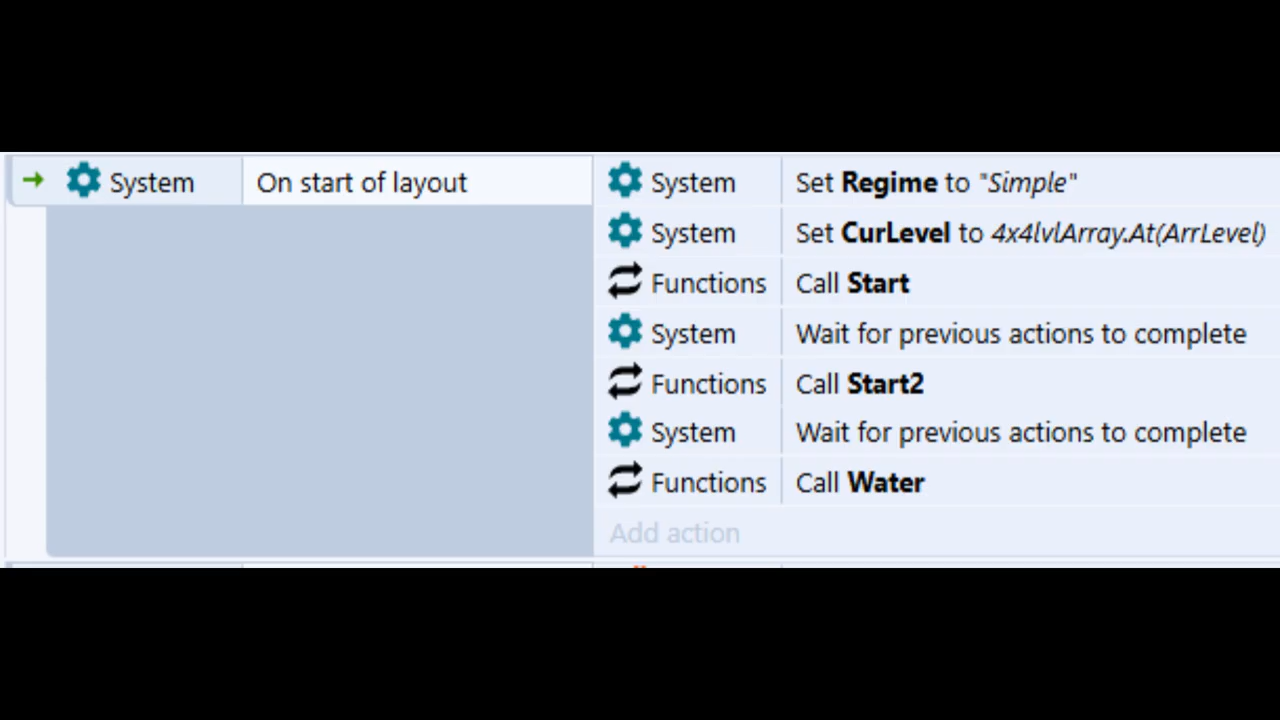 System On start of layout System Set Regime to "Simple"
System Set CurLevel to 4x4lvlArray.At(ArrLevel)
Functions Call Start
System Wait for previous actions to complete
Functions Call Start2
System Wait for previous actions to complete
Functions Call Water
Add action